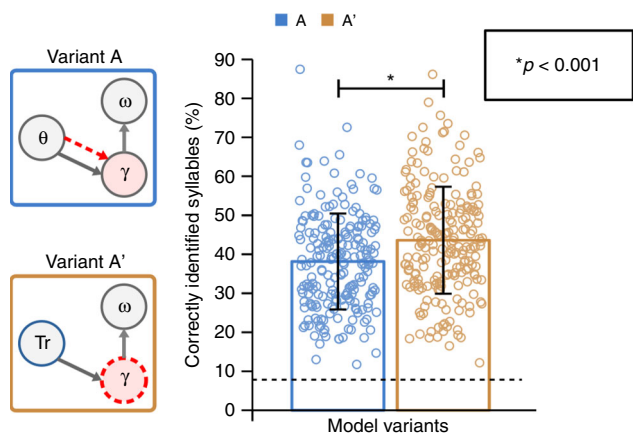 A A’
Variant A
ω
θ
γ
Variant A’
ω
Tr
γ
Correctly identified syllables (%)
90
80
70
60
50
40
30
20
10
0
*
*p < 0.001
Model variants